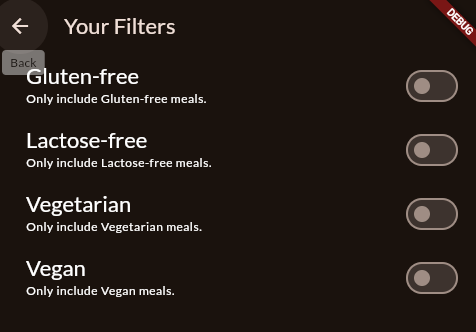 Your Filters
DEBUG
Back
Gluten-free
Only include Gluten-free meals.
Lactose-free
Only include Lactose-free meals.
Vegetarian
Only include Vegetarian meals.
Vegan
Only include Vegan meals.